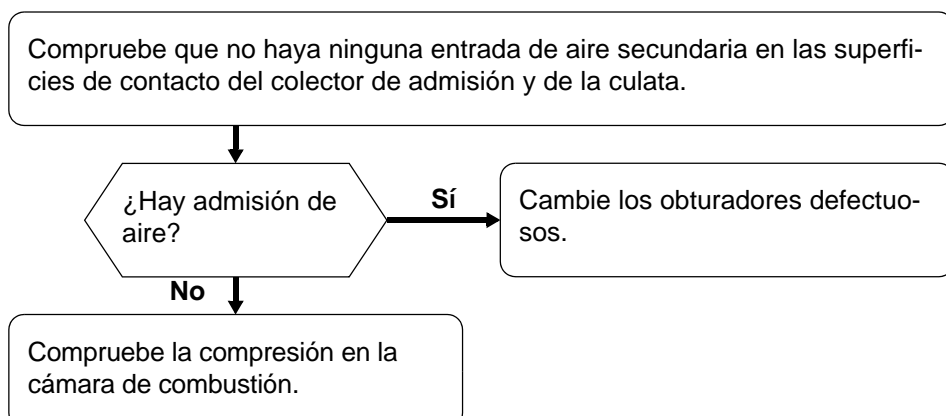 Compruebe que no haya ninguna entrada de aire secundaria en las superfi-
cies de contacto del colector de admisión y de la culata.
¿Hay admisión de
aire?
Sí
Cambie los obturadores defectuo-
sos.
No
Compruebe la compresión en la
cámara de combustión.